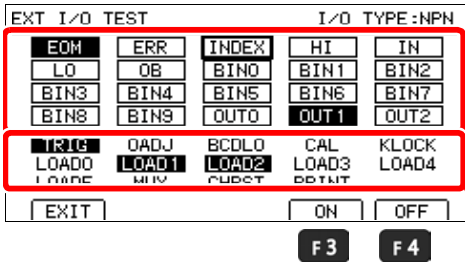 EXT I/O TEST I/O TYPE:NPN
EOM ERR INDEX HI IN
LO OB BIN0 BIN1 BIN2
BIN3 BIN4 BIN5 BIN6 BIN7
BIN8 BIN9 OUT0 OUT1 OUT2
TRIG 0ADJ BCDLO CAL KLOCK
LOAD0 LOAD1 LOAD2 LOAD3 LOAD4
EXIT ON OFF
F3 F4